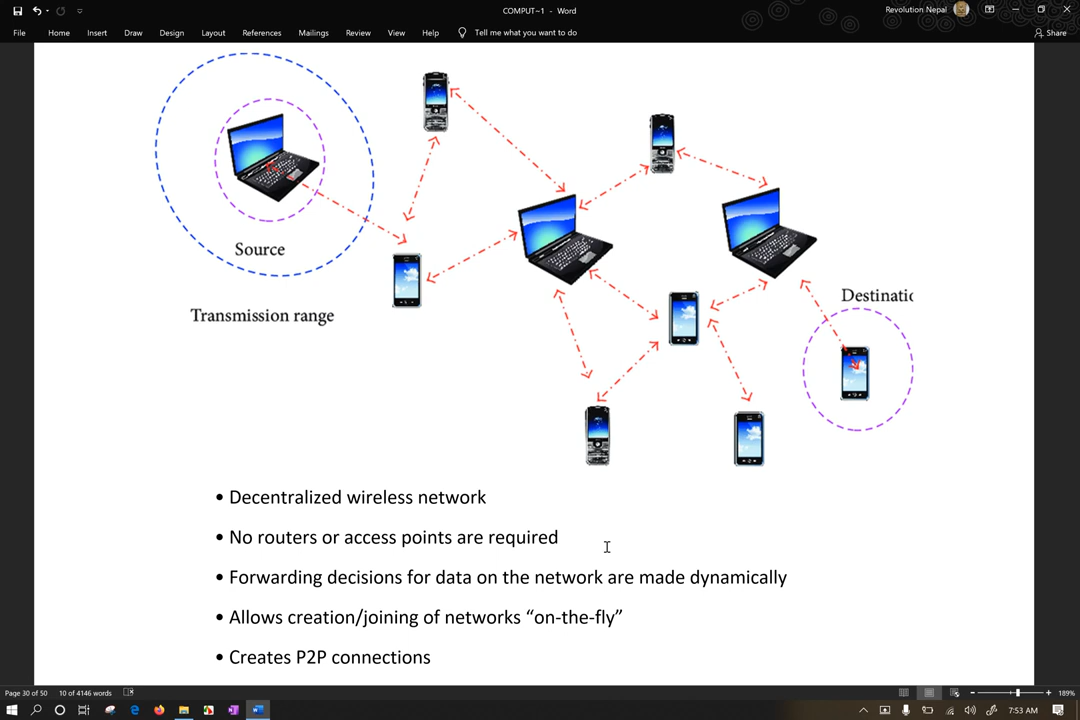 COMPUT~1 - Word
Revolution Nepal
File Home Insert Draw Design Layout References Mailings Review View Help Tell me what you want to do Share
Source
Destinatic
Transmission range
• Decentralized wireless network
• No routers or access points are required
• Forwarding decisions for data on the network are made dynamically
• Allows creation/joining of networks “on-the-fly”
• Creates P2P connections
Page 30 of 50 10 of 4146 words 189%
7:53 AM